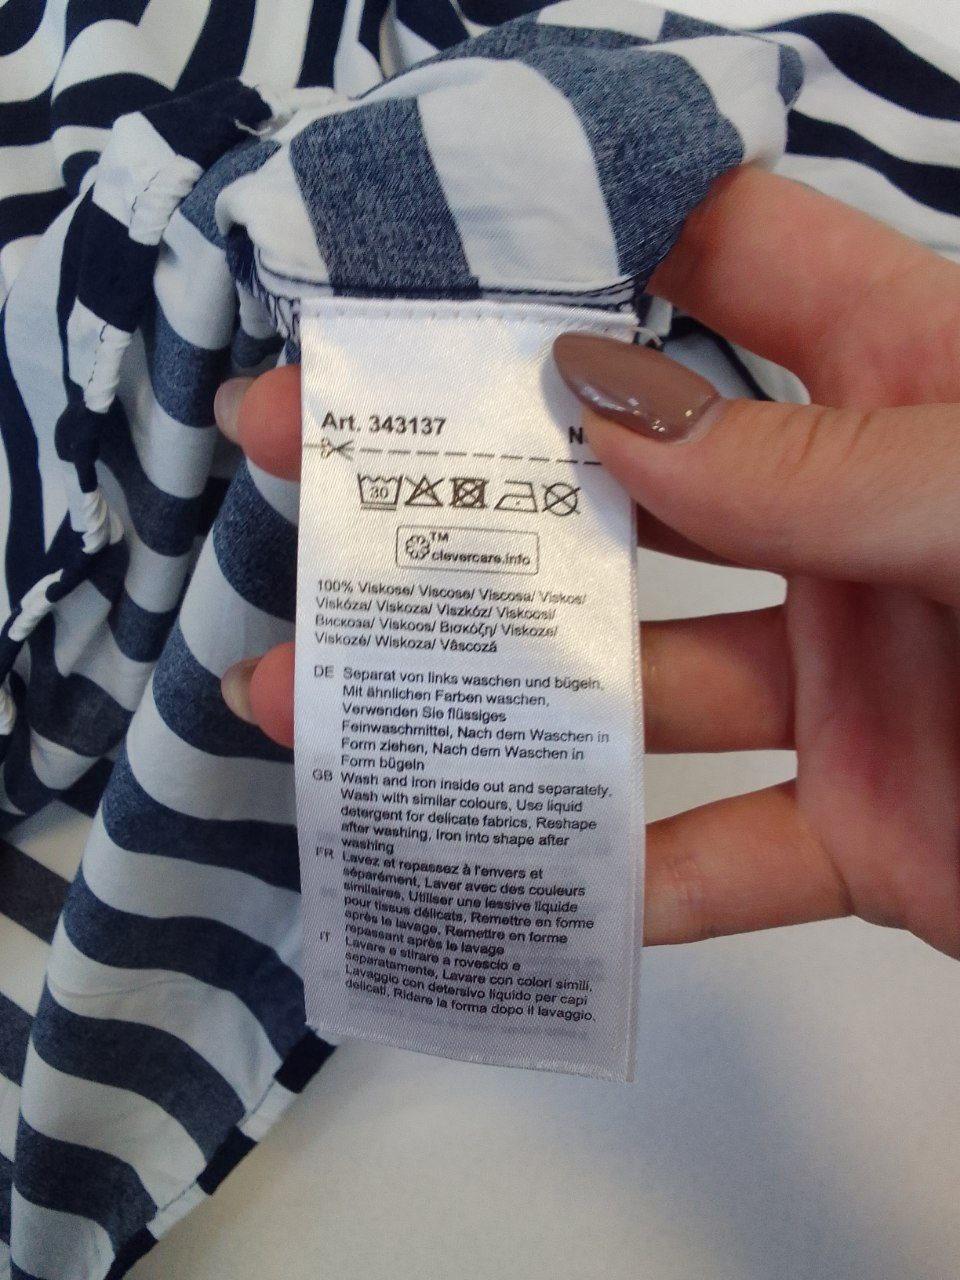 Art. 343137
30
TM
clevercare.info
100% Viskose/ Viscose/ Viscosa/ Viskos/
Viskóza/ Viskoza/ Viszkóz/ Viskoosi/
Вискоза/ Viskoos/ Βισκόζη/ Viskoze/
Viskozė/ Wiskoza/ Vâscoză
DE Separat von links waschen und bügeln,
Mit ähnlichen Farben waschen,
Verwenden Sie flüssiges
Feinwaschmittel, Nach dem Waschen in
Form ziehen, Nach dem Waschen in
Form bügeln
GB Wash and iron inside out and separately.
Wash with similar colours, Use liquid
detergent for delicate fabrics, Reshape
after washing, Iron into shape after
washing
FR Lavez et repassez à l'envers et
séparément, Laver avec des couleurs
similaires, Utiliser une lessive liquide
pour tissus délicats, Remettre en forme
après le lavage, Remettre en forme
repassant après le lavage
IT Lavare e stirare a rovescio e
separatamente, Lavare con colori simili,
Lavaggio con detersivo liquido per capi
delicati, Ridare la forma dopo il lavaggio,